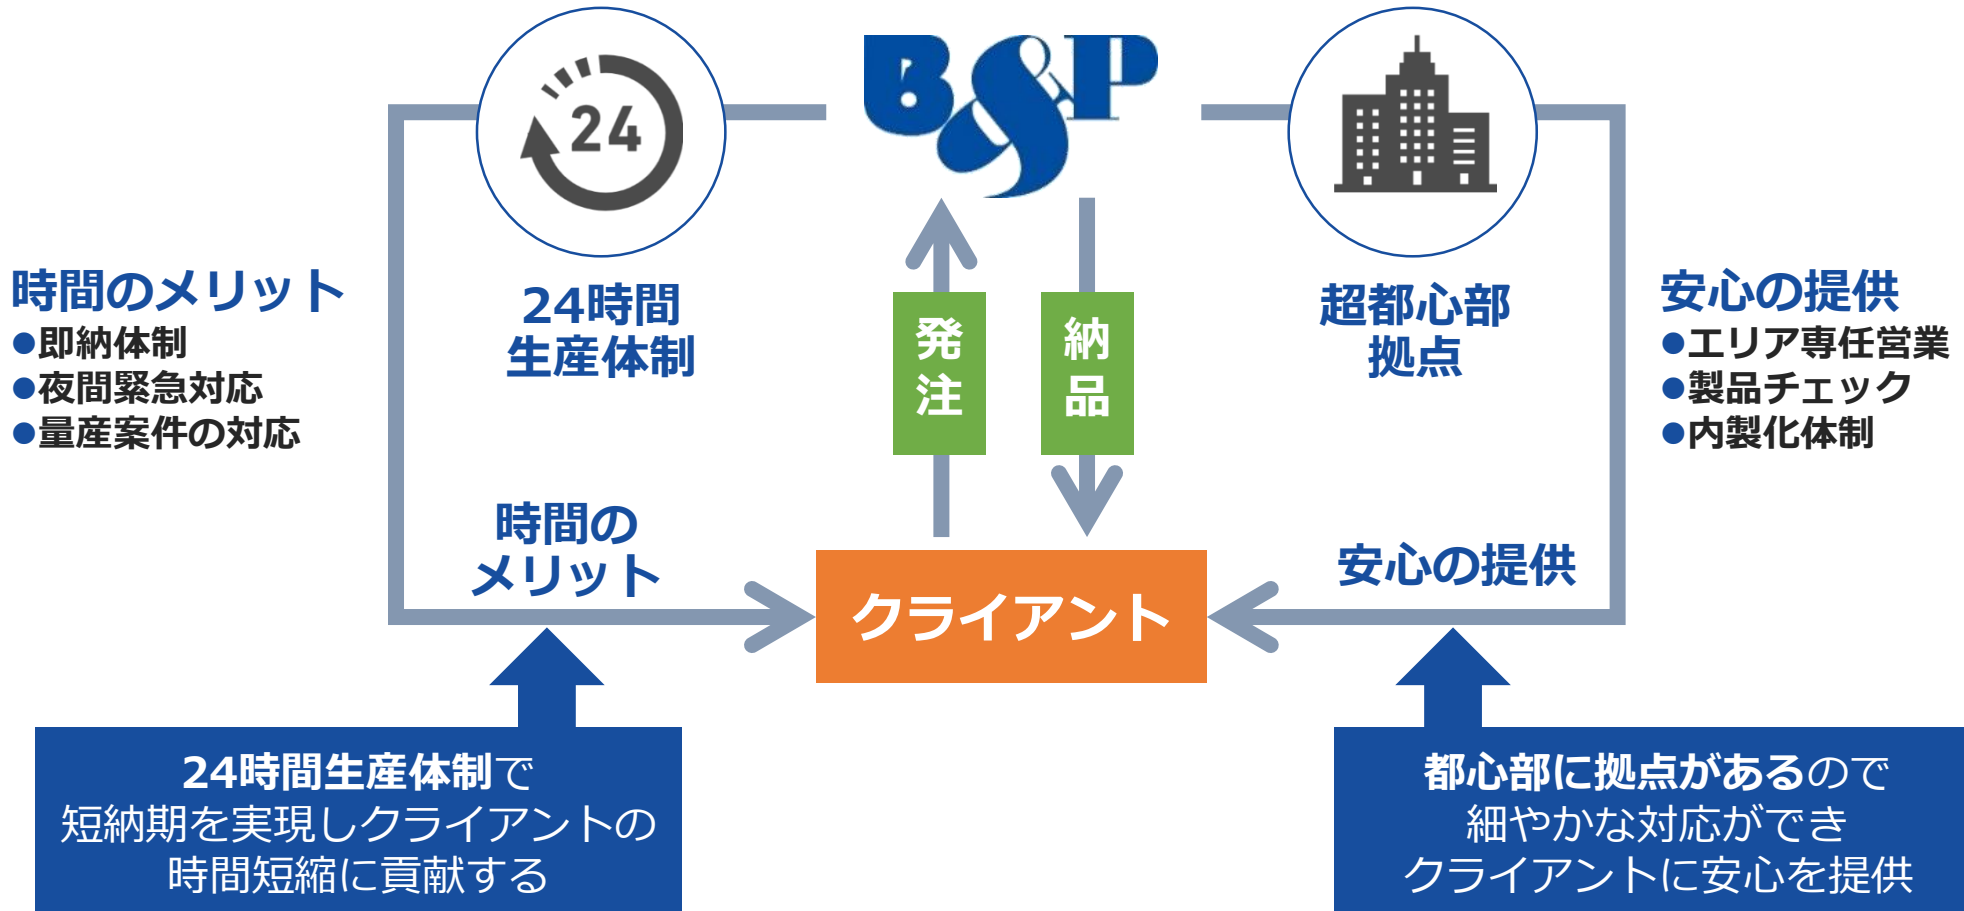 24
B&P
時間のメリット
●即納体制
●夜間緊急対応
●量産案件の対応
24時間
生産体制
発注
納品
超都心部
拠点
安心の提供
●エリア専任営業
●製品チェック
●内製化体制
時間の
メリット
クライアント
安心の提供
24時間生産体制で
短納期を実現しクライアントの
時間短縮に貢献する
都心部に拠点があるので
細やかな対応ができ
クライアントに安心を提供